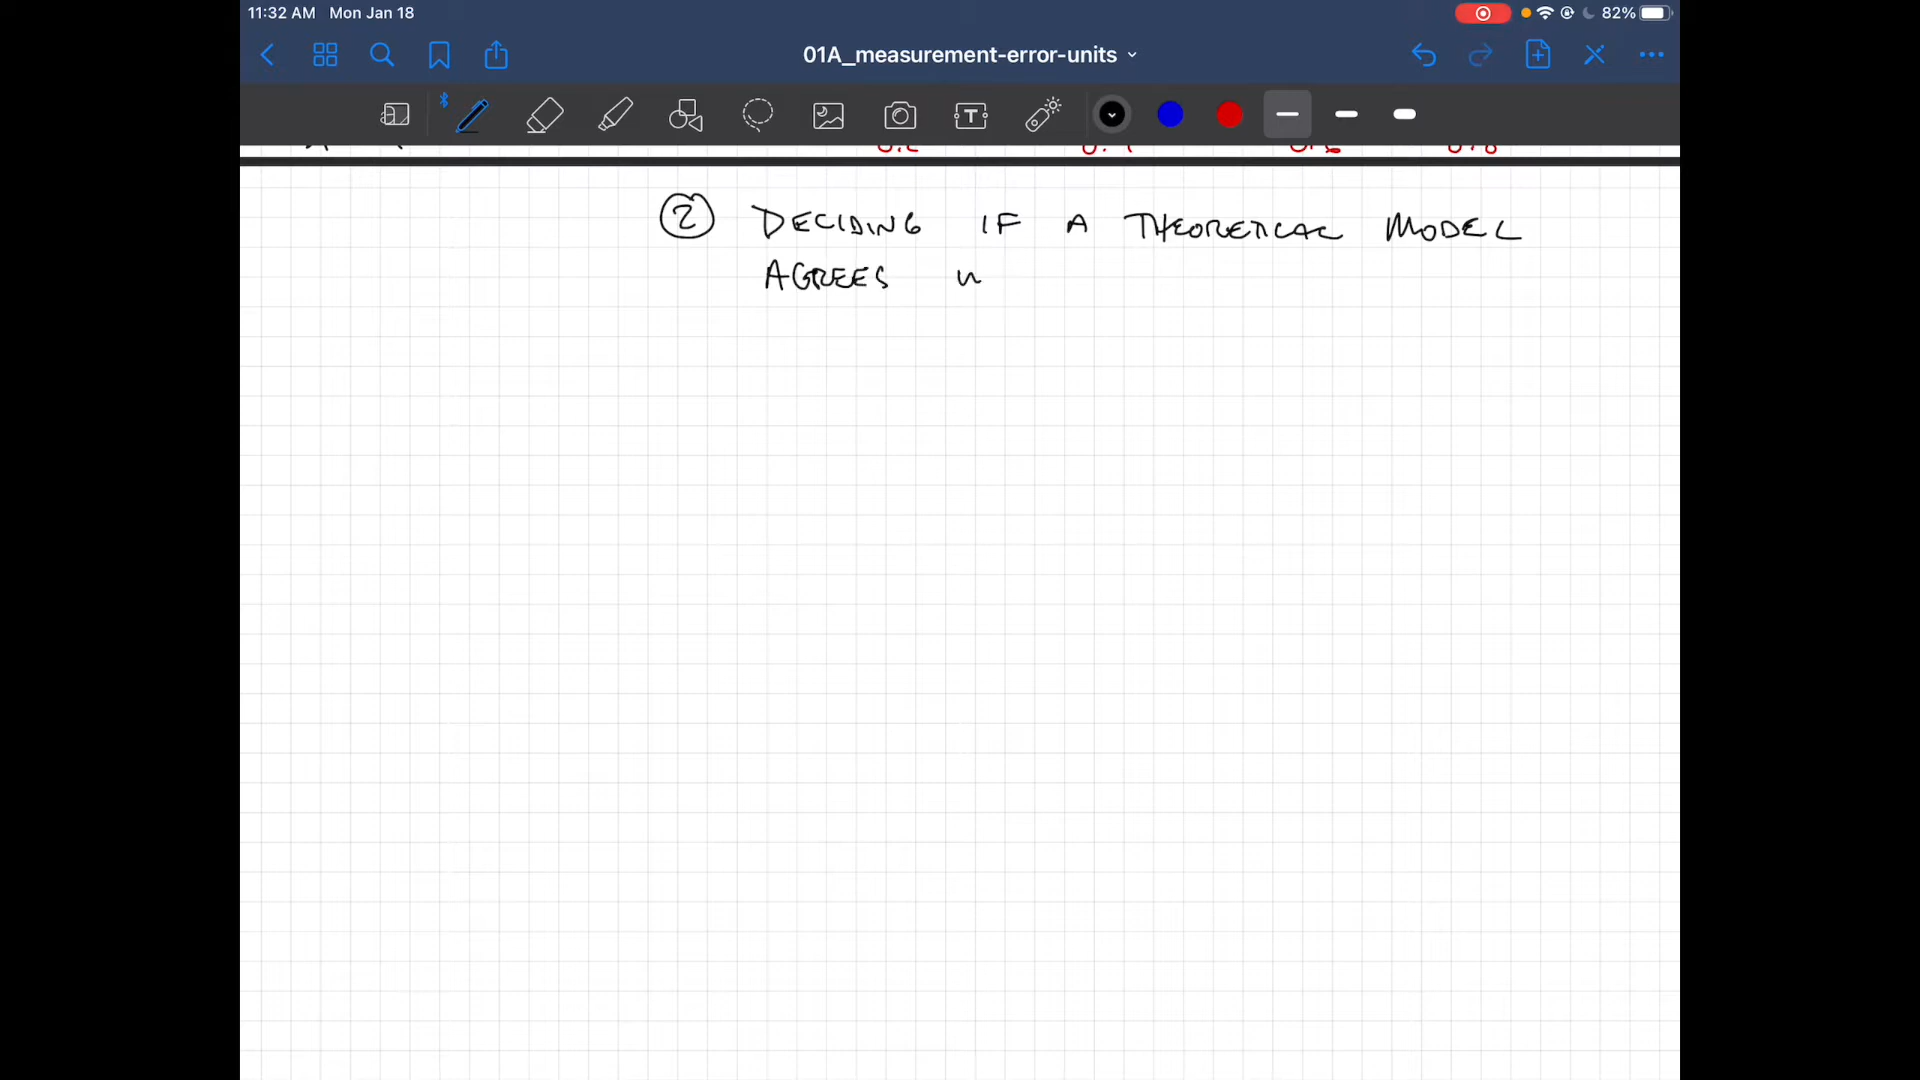 11:32 AM Mon Jan 18
82%
01A_measurement-error-units
T
② DECIDING IF A THEORETICAL MODEL
AGREES